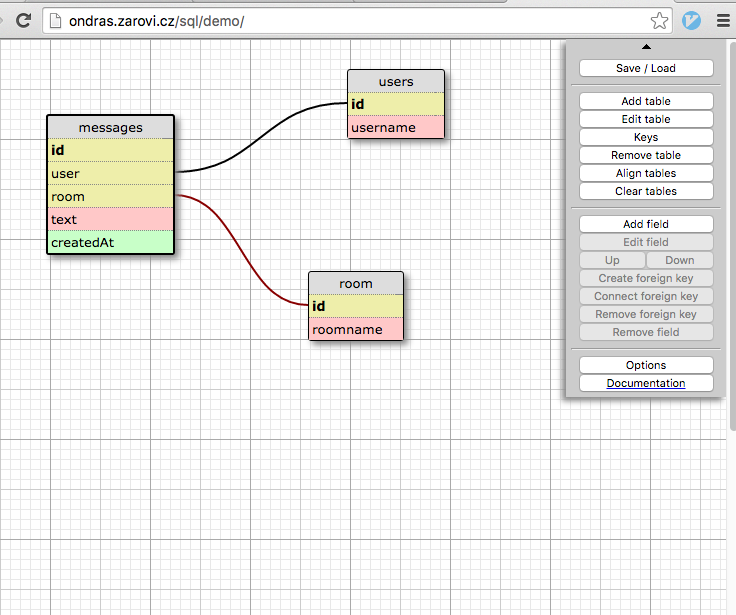 ondras.zarovi.cz/sql/demo/
users
id
username
messages
id
user
room
text
createdAt
room
id
roomname
Save / Load
Add table
Edit table
Keys
Remove table
Align tables
Clear tables
Add field
Edit field
Up Down
Create foreign key
Connect foreign key
Remove foreign key
Remove field
Options
Documentation